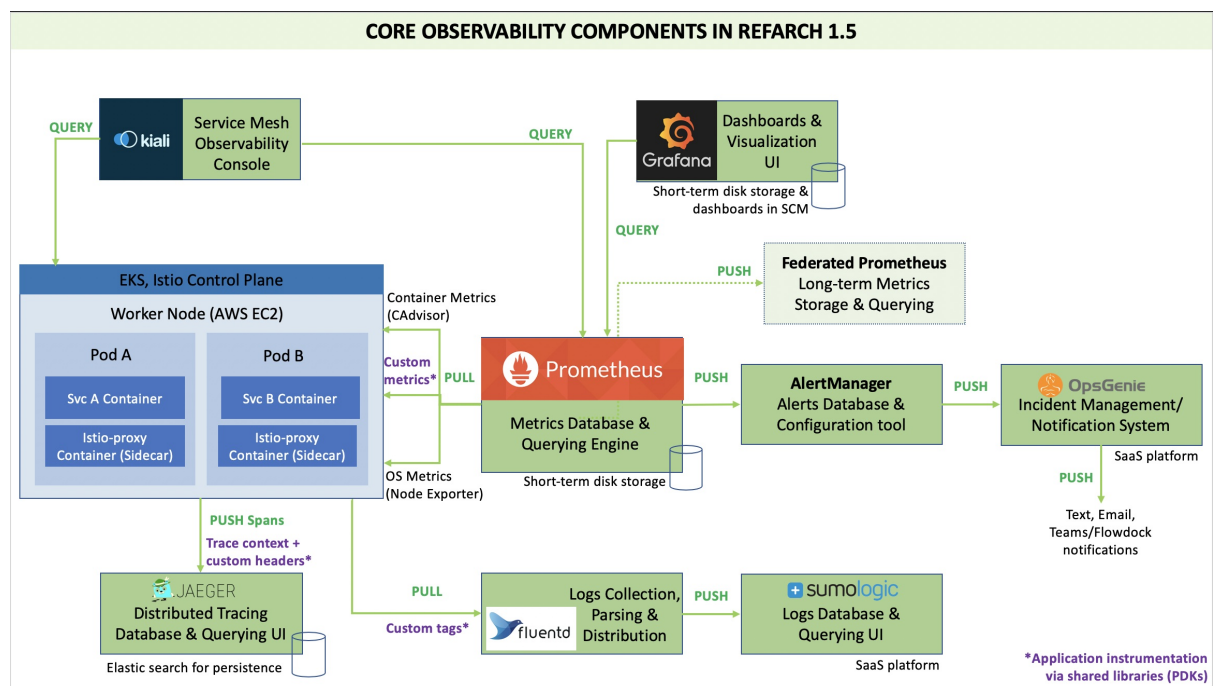 CORE OBSERVABILITY COMPONENTS IN REFARCH 1.5
QUERY
kiali
Service Mesh
Observability
Console
QUERY
Grafana
Dashboards &
Visualization
UI
Short-term disk storage &
dashboards in SCM
QUERY
EKS, Istio Control Plane
Worker Node (AWS EC2)
Pod A
Svc A Container
Istio-proxy
Container (Sidecar)
Pod B
Svc B Container
Istio-proxy
Container (Sidecar)
Container Metrics
(CAdvisor)
Custom
metrics*
PULL
OS Metrics
(Node Exporter)
Prometheus
Metrics Database &
Querying Engine
Short-term disk storage
PUSH
Federated Prometheus
Long-term Metrics
Storage & Querying
PUSH
AlertManager
Alerts Database &
Configuration tool
PUSH
OpsGenie
Incident Management/
Notification System
SaaS platform
PUSH
Text, Email,
Teams/Flowdock
notifications
PUSH Spans
Trace context +
custom headers*
JAEGER
Distributed Tracing
Database & Querying UI
Elastic search for persistence
PULL
Custom tags*
fluentd
Logs Collection,
Parsing &
Distribution
PUSH
sumologic
Logs Database &
Querying UI
SaaS platform
*Application instrumentation
via shared libraries (PDKs)